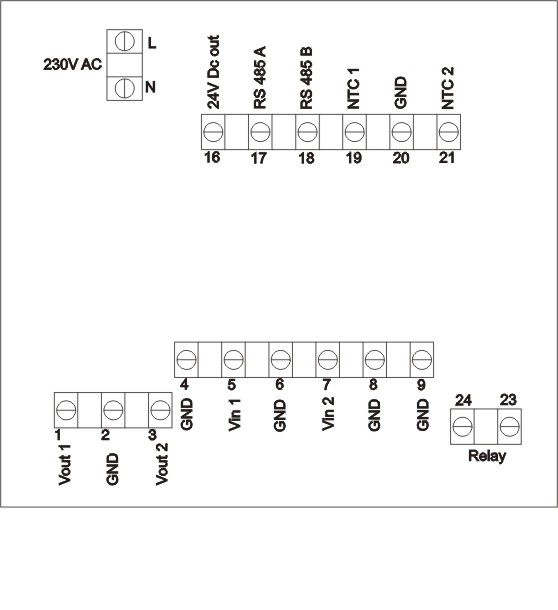 L
230V AC
N
24V Dc out
RS 485 A
RS 485 B
NTC 1
GND
NTC 2
16 17 18 19 20 21
4 5 6 7 8 9
GND
Vin 1
GND
Vin 2
GND
GND
24 23
Relay
1 2 3
Vout 1
GND
Vout 2